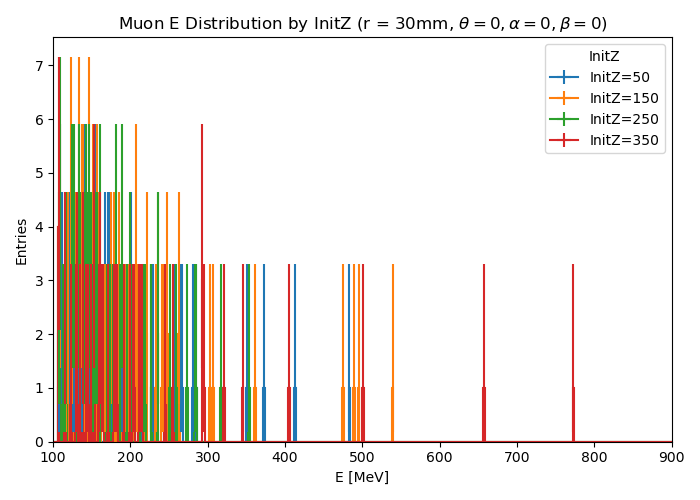 Muon E Distribution by InitZ (r = 30mm, θ = 0, α = 0, β = 0)
InitZ
InitZ=50
InitZ=150
InitZ=250
InitZ=350
Entries
7
6
5
4
3
2
1
0
100 200 300 400 500 600 700 800 900
E [MeV]